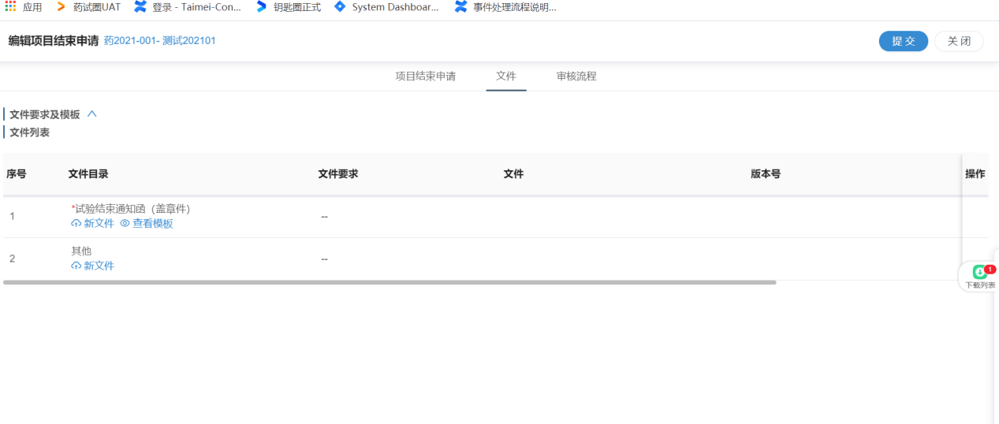 应用 药试圈UAT 登录 - Taimei-Con... 钥匙圈正式 System Dashboar... 事件处理流程说明...
编辑项目结束申请 药2021-001- 测试202101 提交 关闭
项目结束申请 文件 审核流程
文件要求及模板
文件列表
序号 文件目录 文件要求 文件 版本号 操作
1 *试验结束通知函（盖章件） --
新文件 查看模板
2 其他 --
新文件
1
下载列表